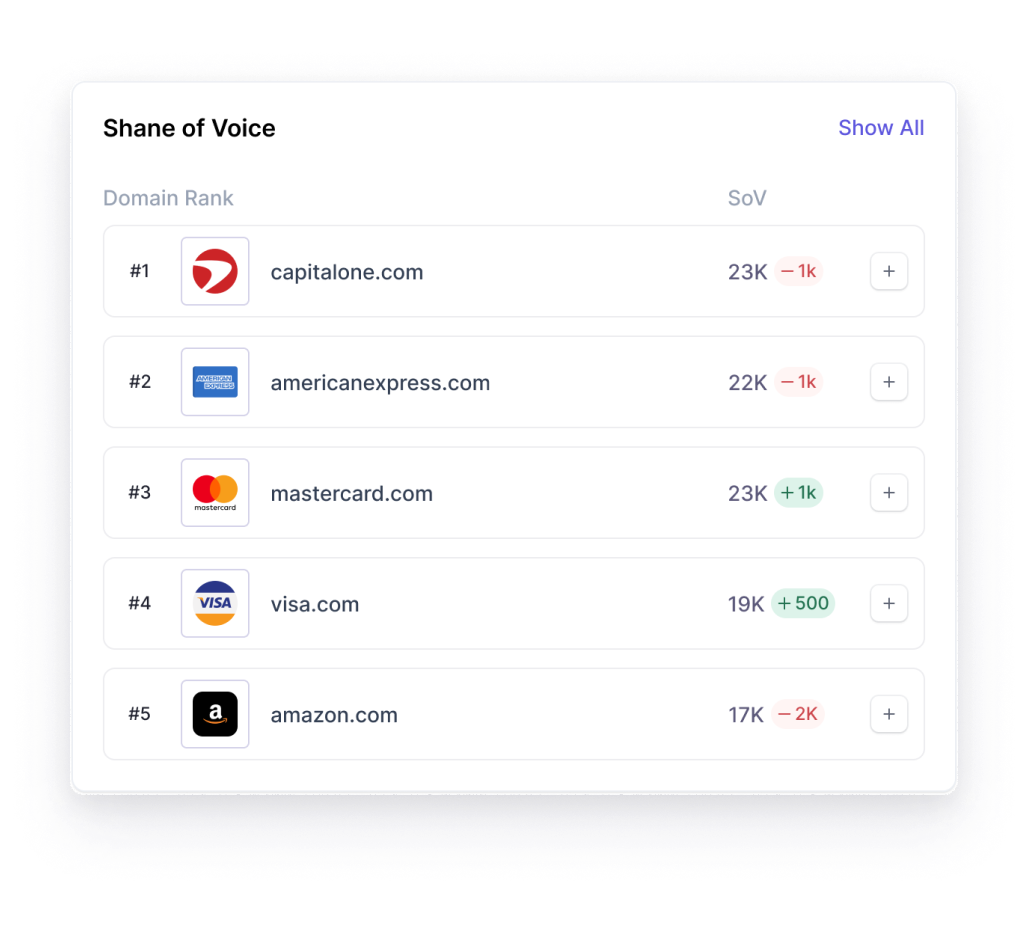 Shane of Voice Show All
Domain Rank SoV
#1 capitalone.com 23K −1k +
#2 AMERICAN EXPRESS americanexpress.com 22K −1k +
#3 mastercard mastercard.com 23K +1k +
#4 VISA visa.com 19K +500 +
#5 a amazon.com 17K −2K +